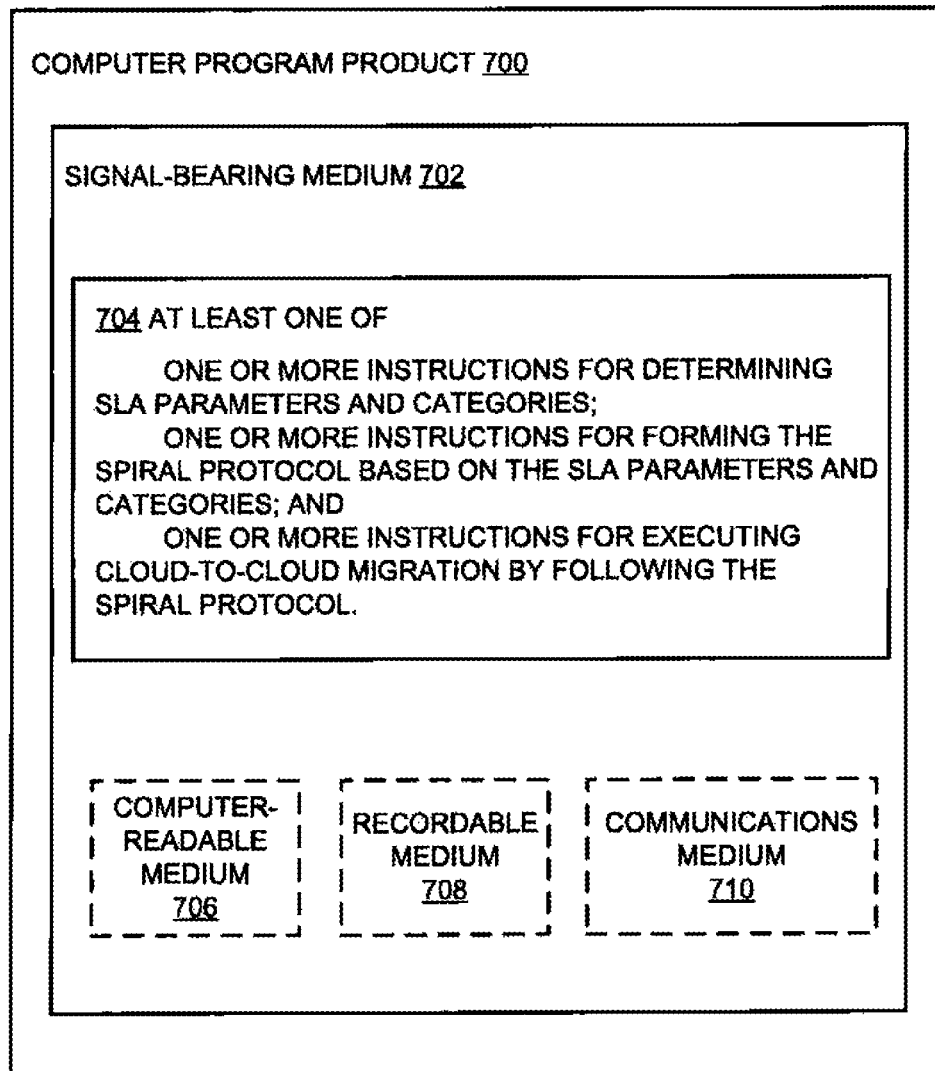 COMPUTER PROGRAM PRODUCT 700
SIGNAL-BEARING MEDIUM 702
704 AT LEAST ONE OF
ONE OR MORE INSTRUCTIONS FOR DETERMINING
SLA PARAMETERS AND CATEGORIES;
ONE OR MORE INSTRUCTIONS FOR FORMING THE
SPIRAL PROTOCOL BASED ON THE SLA PARAMETERS AND
CATEGORIES; AND
ONE OR MORE INSTRUCTIONS FOR EXECUTING
CLOUD-TO-CLOUD MIGRATION BY FOLLOWING THE
SPIRAL PROTOCOL.
COMPUTER-
READABLE
MEDIUM
706
RECORDABLE
MEDIUM
708
COMMUNICATIONS
MEDIUM
710